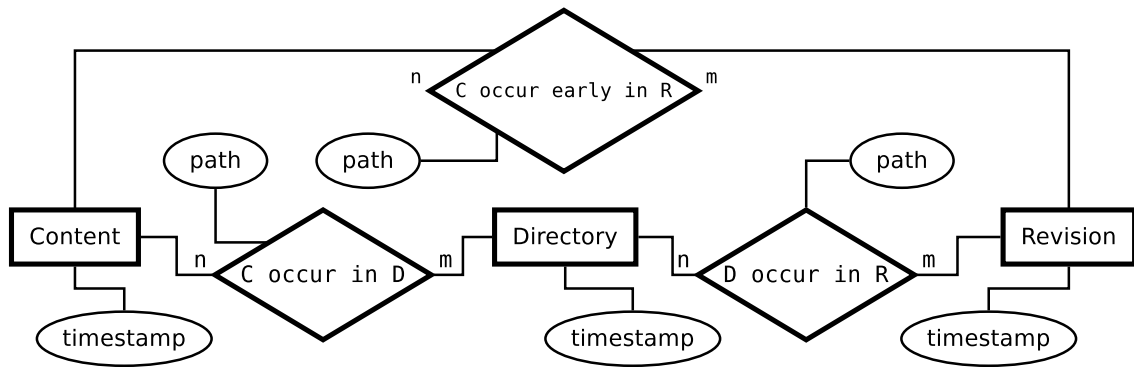 n
C occur early in R
m
path
path
path
Content
n
C occur in D
m
Directory
n
D occur in R
m
Revision
timestamp
timestamp
timestamp